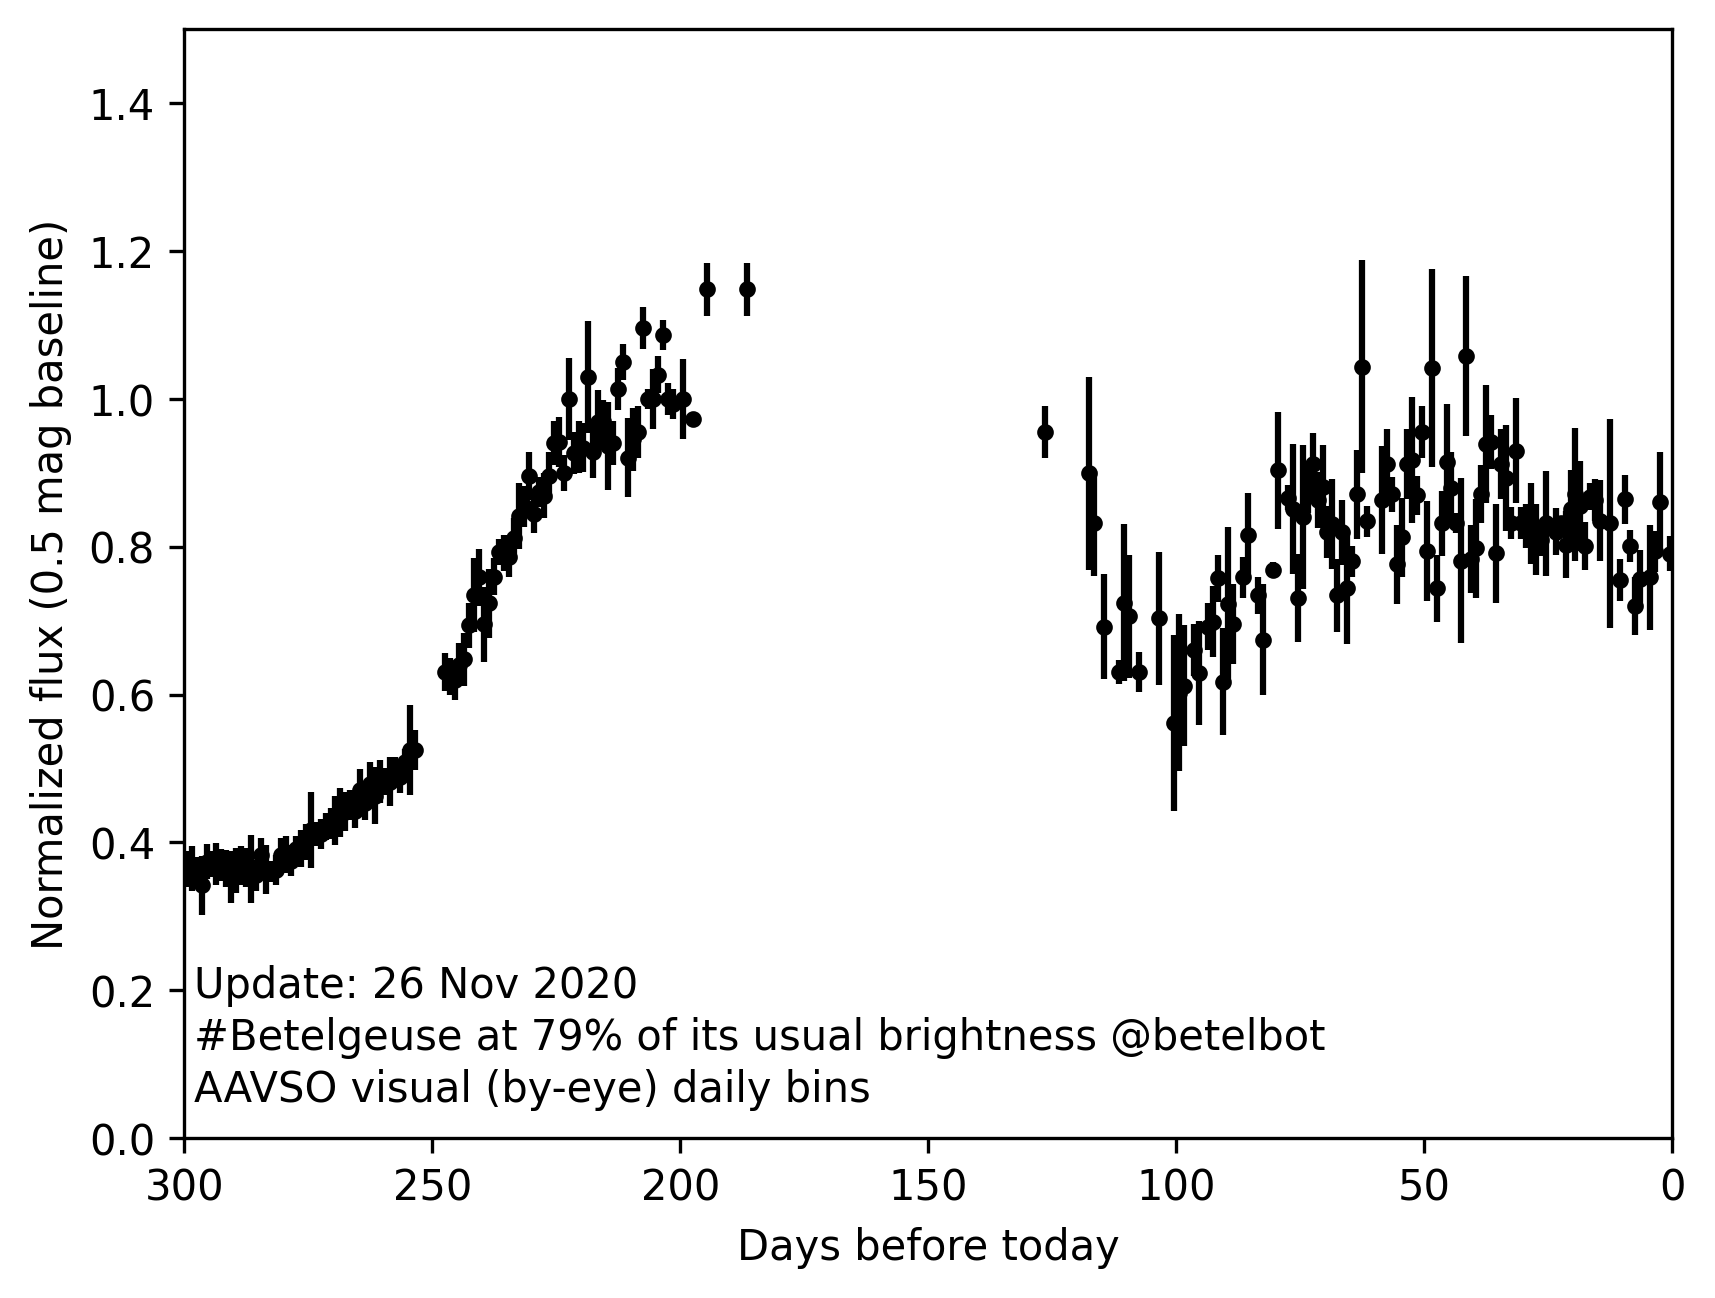 1.4
1.2
1.0
0.8
0.6
0.4
0.2
0.0
Normalized flux (0.5 mag baseline)
Update: 26 Nov 2020
#Betelgeuse at 79% of its usual brightness @betelbot
AAVSO visual (by-eye) daily bins
300 250 200 150 100 50 0
Days before today